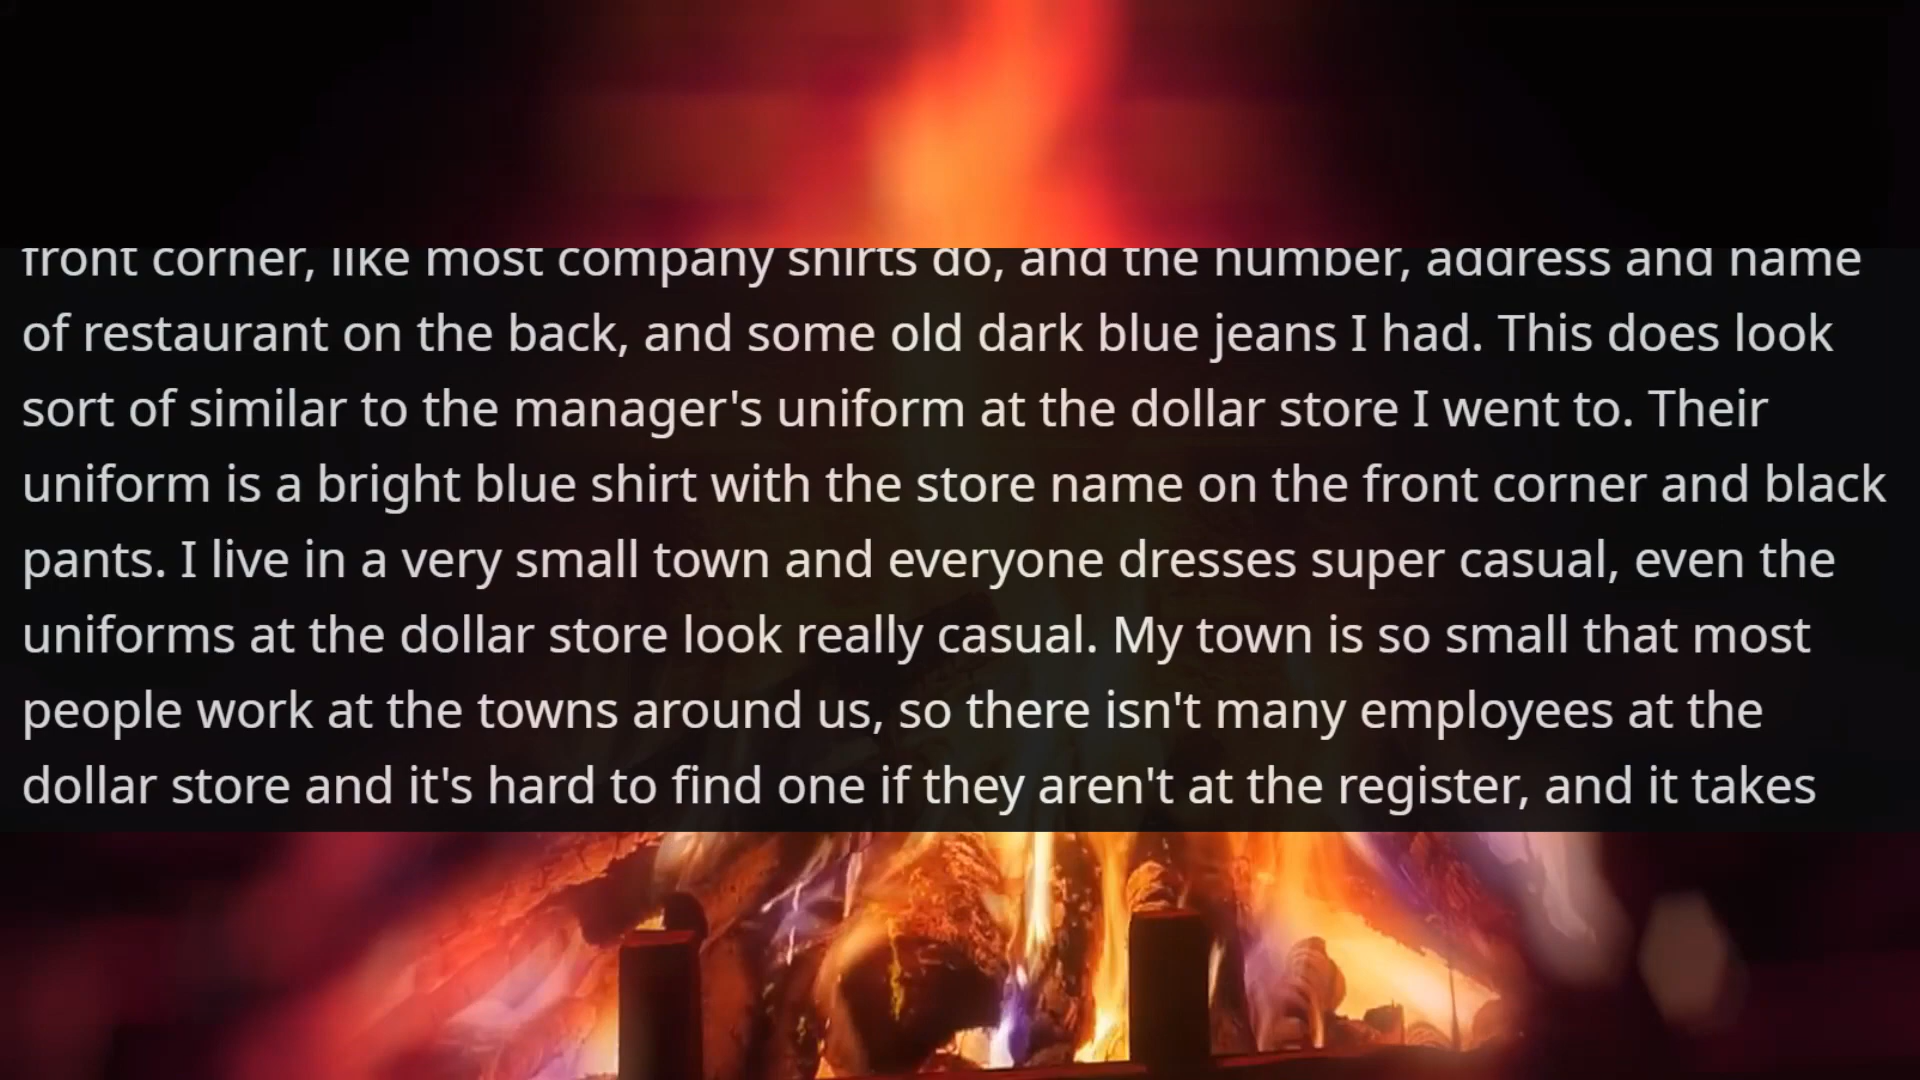 front corner, like most company shirts do, and the number, address and name
of restaurant on the back, and some old dark blue jeans I had. This does look
sort of similar to the manager's uniform at the dollar store I went to. Their
uniform is a bright blue shirt with the store name on the front corner and black
pants. I live in a very small town and everyone dresses super casual, even the
uniforms at the dollar store look really casual. My town is so small that most
people work at the towns around us, so there isn't many employees at the
dollar store and it's hard to find one if they aren't at the register, and it takes